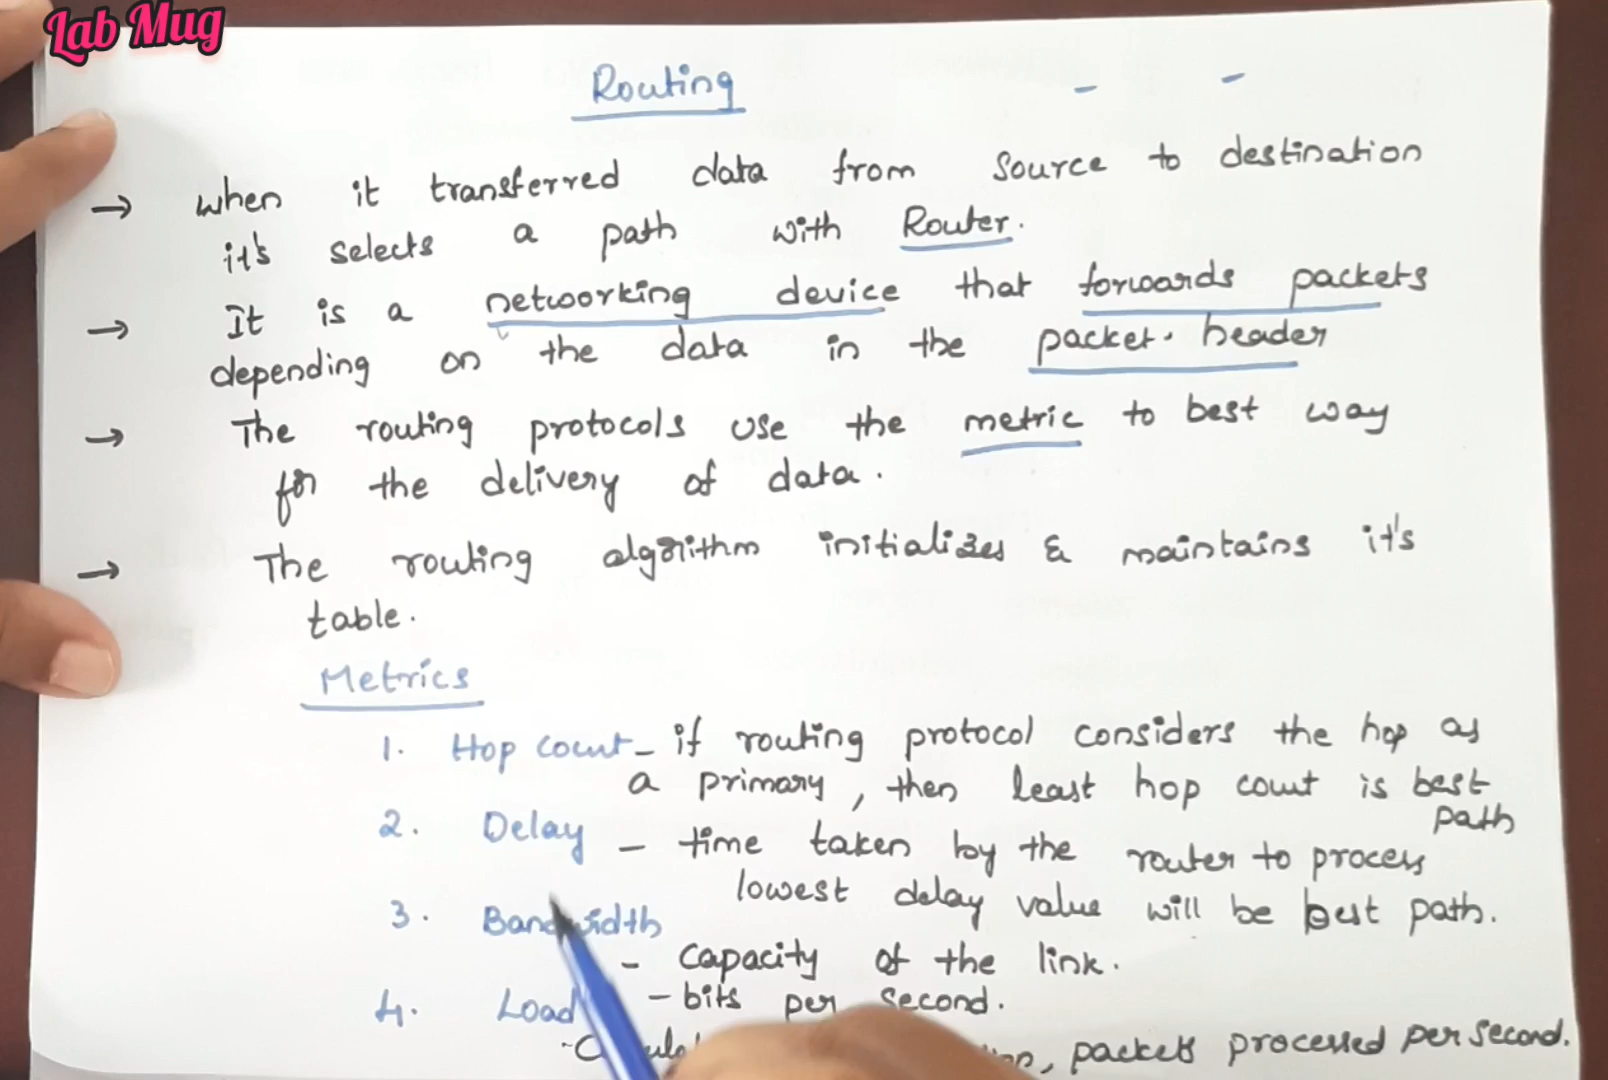 Lab Mug
Routing
→ when it transferred data from source to destination
it's selects a path with Router.
→ It is a networking device that forwards packets
depending on the data in the packet header
→ The routing protocols use the metric to best way
for the delivery of data.
→ The routing algorithm initializes & maintains it's
table.
Metrics
1. Hop count - if routing protocol considers the hop as
a primary, then least hop count is best
path
2. Delay - time taken by the router to process
lowest delay value will be best path.
3. Bandwidth
- capacity of the link.
- bits per second.
4. Load
, packets processed per second.